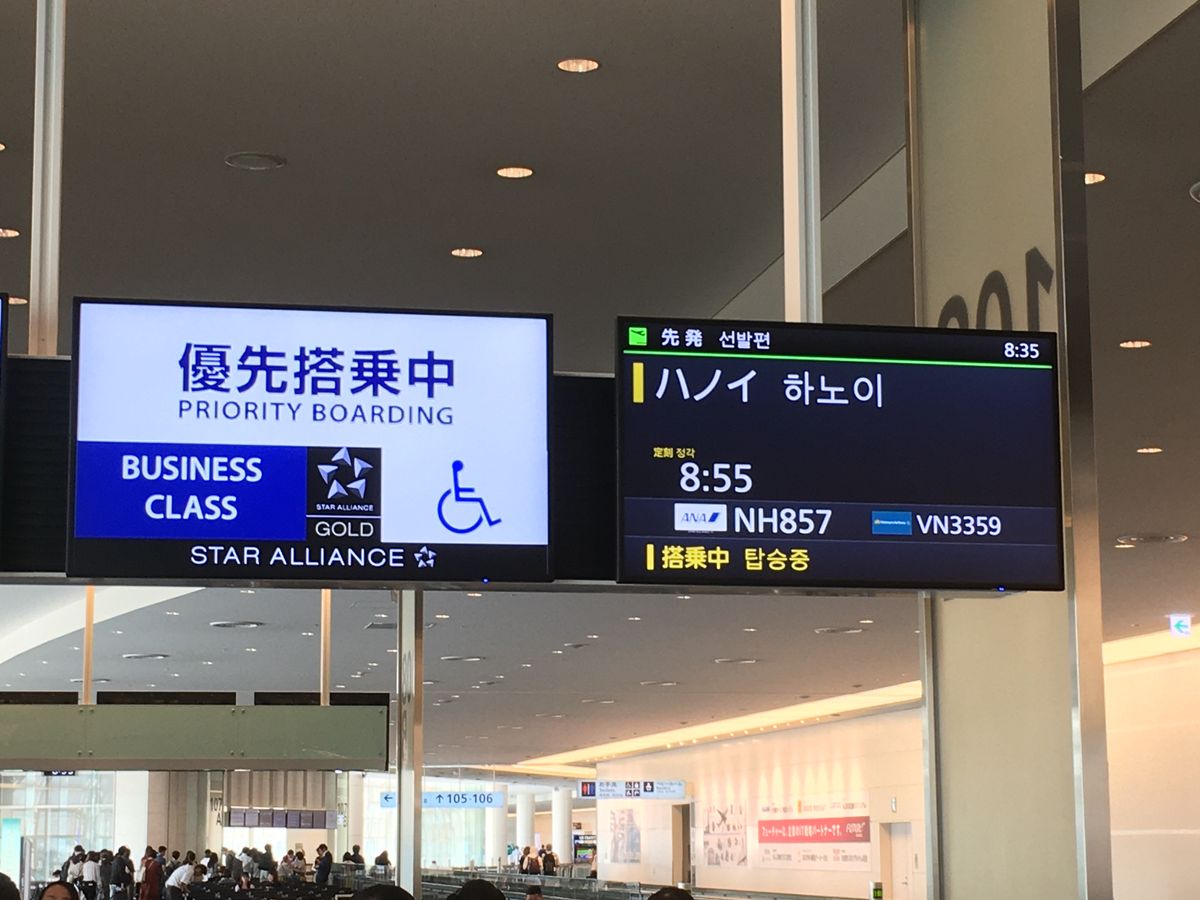 優先搭乗中
PRIORITY BOARDING
BUSINESS
CLASS
STAR ALLIANCE
GOLD
STAR ALLIANCE
先発 선발편
8:35
ハノイ 하노이
定刻 정각
8:55
ANA NH857
VN3359
搭乗中 탑승중
↑105-106
107